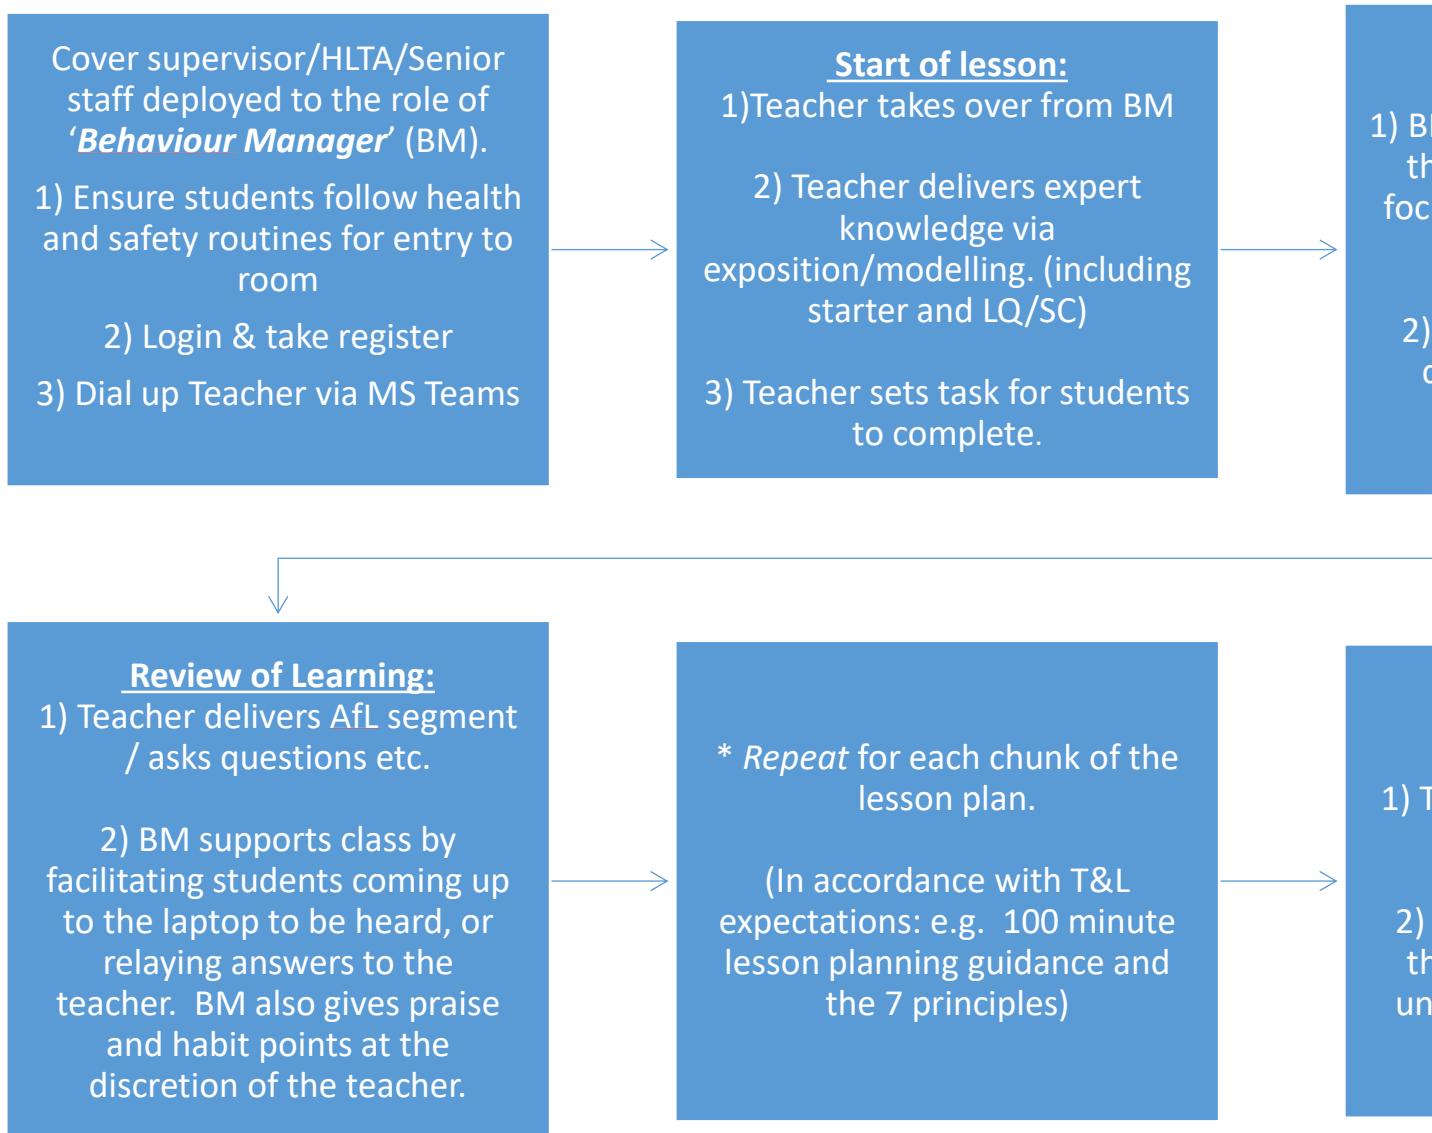 Cover supervisor/HLTA/Senior
staff deployed to the role of
‘Behaviour Manager’ (BM).
1) Ensure students follow health
and safety routines for entry to
room
2) Login & take register
3) Dial up Teacher via MS Teams
Start of lesson:
1)Teacher takes over from BM
2) Teacher delivers expert
knowledge via
exposition/modelling. (including
starter and LQ/SC)
3) Teacher sets task for students
to complete.
1)
2)
Review of Learning:
1) Teacher delivers AfL segment
/ asks questions etc.
2) BM supports class by
facilitating students coming up
to the laptop to be heard, or
relaying answers to the
teacher.  BM also gives praise
and habit points at the
discretion of the teacher.
* Repeat for each chunk of the
lesson plan.
(In accordance with T&L
expectations: e.g.  100 minute
lesson planning guidance and
the 7 principles)
1)
2)